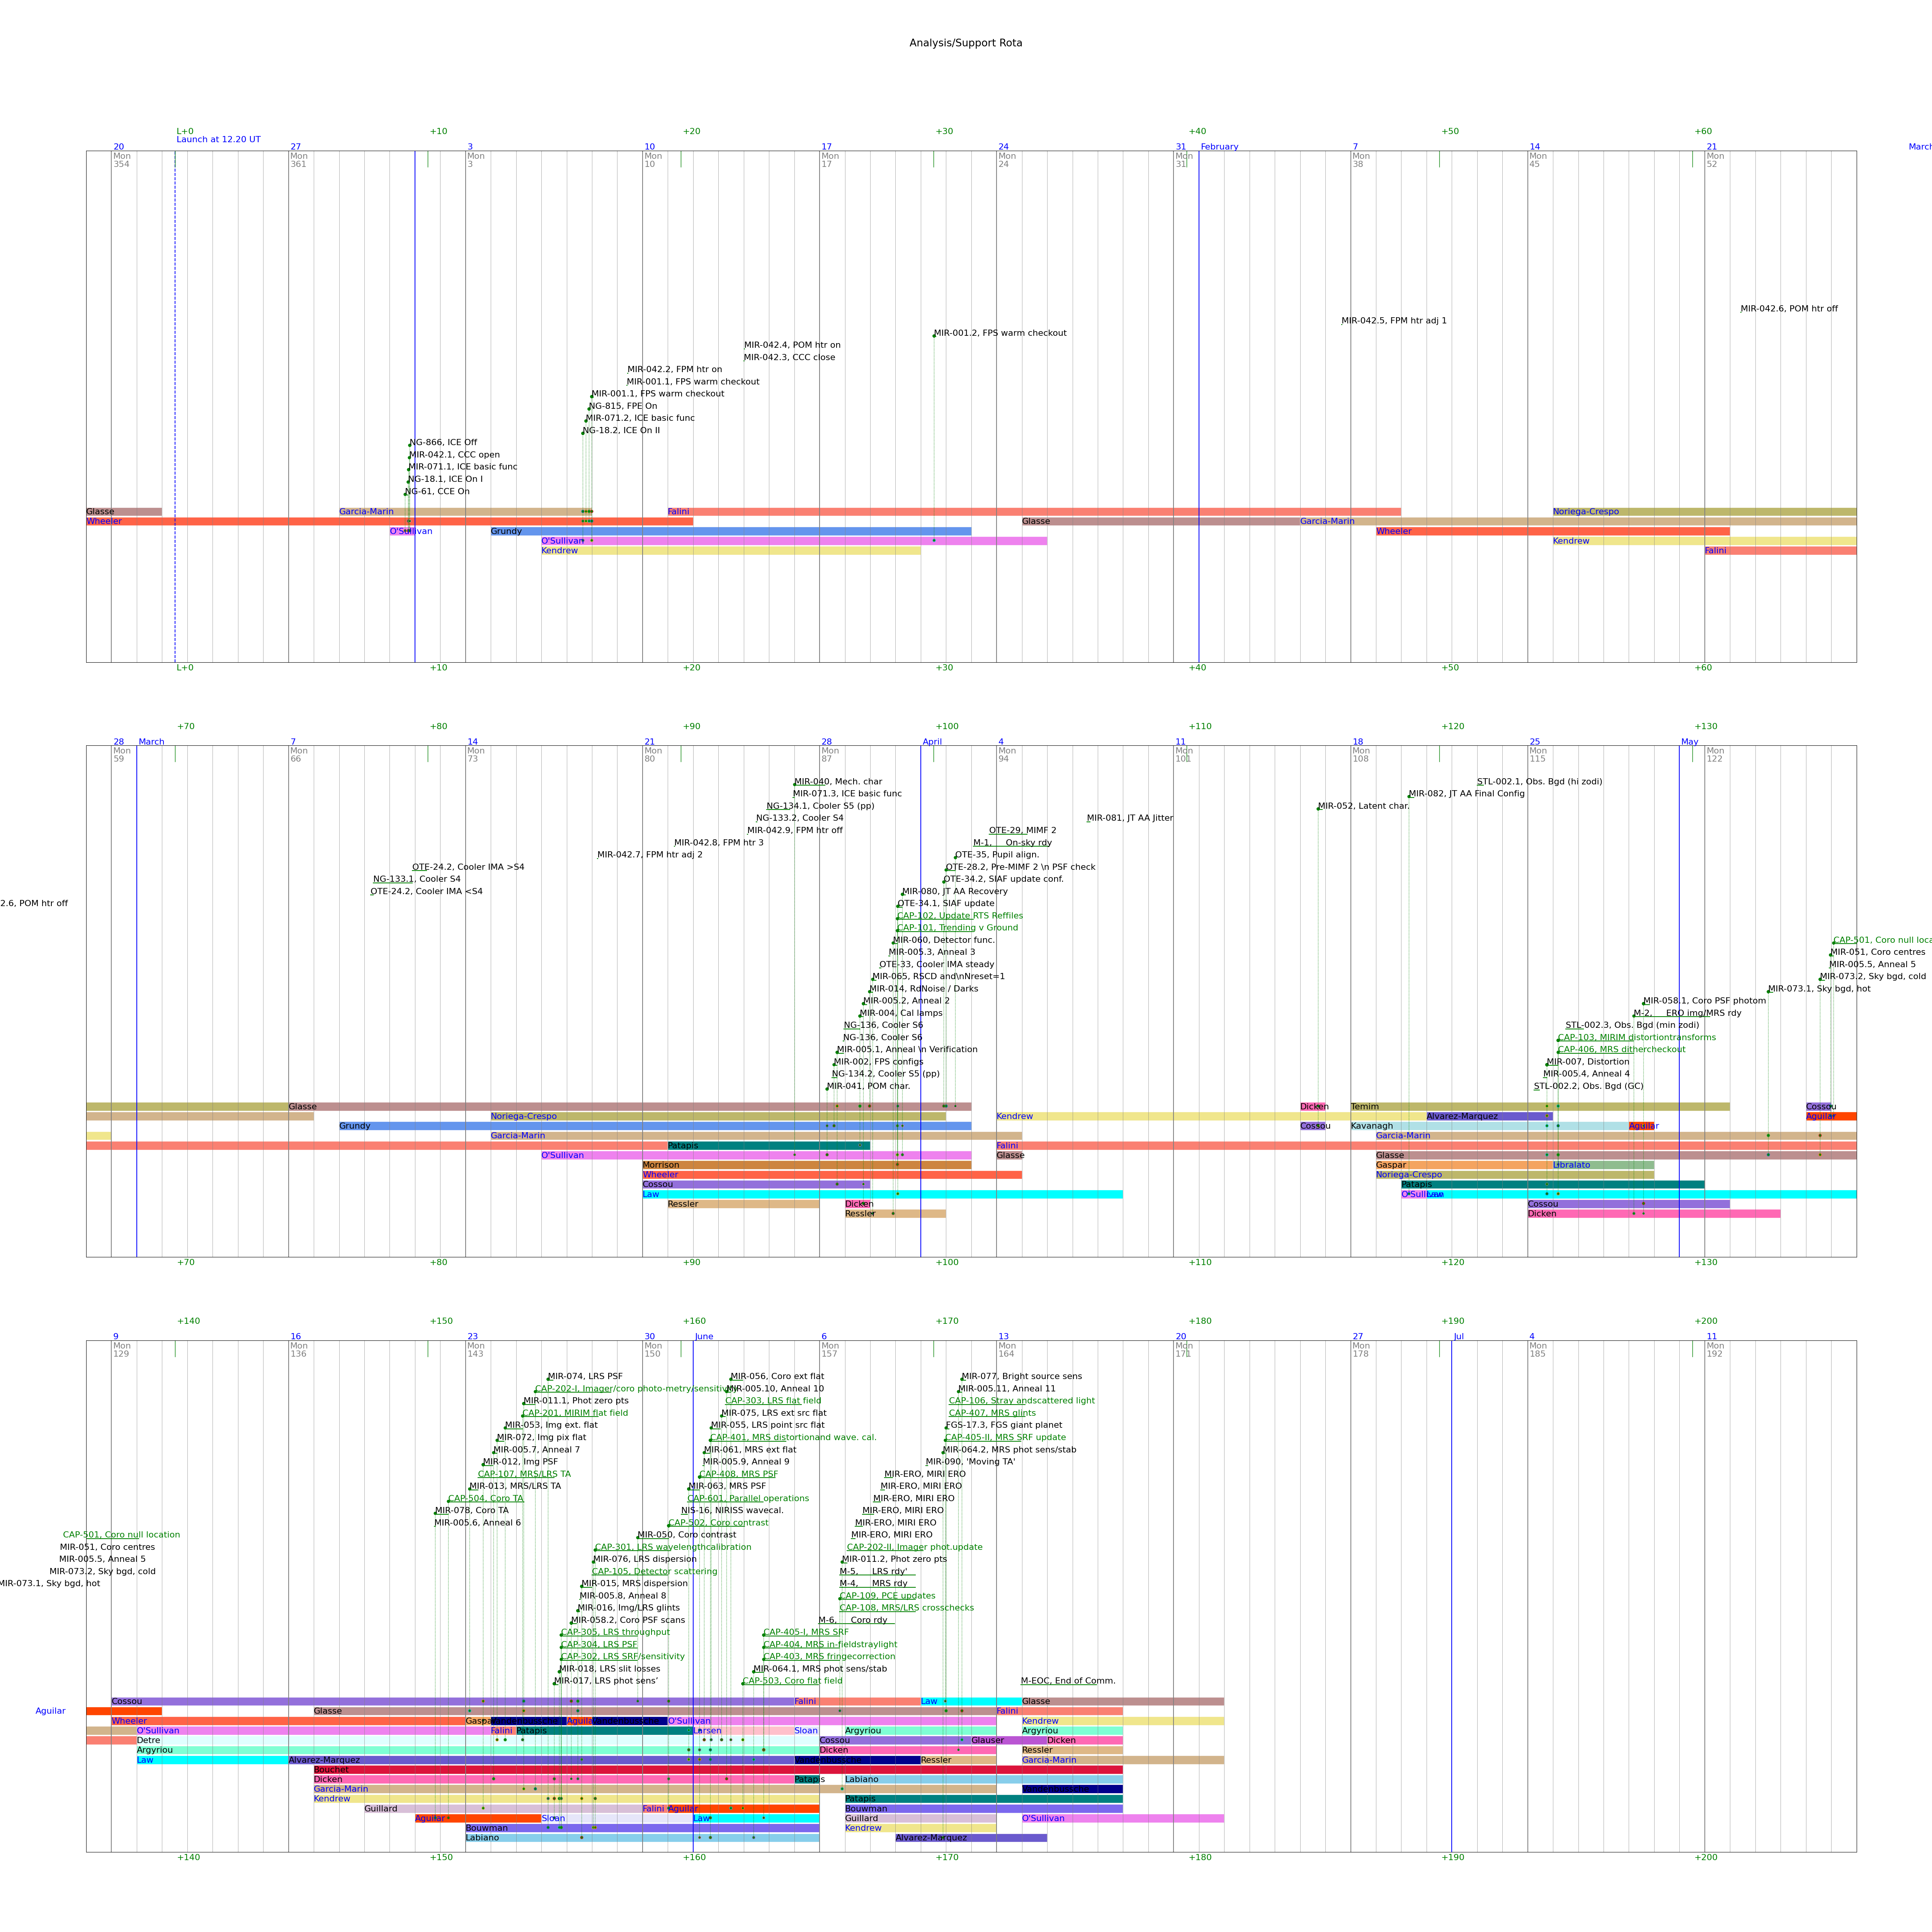 Analysis/Support Rota
L+0 +10 +20 +30 +40 +50 +60
Launch at 12.20 UT
20 27 3 10 17 24 31 February 7 14 21 March
Mon Mon Mon Mon Mon Mon Mon Mon Mon Mon
354 361 3 10 17 24 31 38 45 52
MIR-042.6, POM htr off
MIR-042.5, FPM htr adj 1
MIR-001.2, FPS warm checkout
MIR-042.4, POM htr on
MIR-042.3, CCC close
MIR-042.2, FPM htr on
MIR-001.1, FPS warm checkout
MIR-001.1, FPS warm checkout
NG-815, FPE On
MIR-071.2, ICE basic func
NG-18.2, ICE On II
NG-866, ICE Off
MIR-042.1, CCC open
MIR-071.1, ICE basic func
NG-18.1, ICE On I
NG-61, CCE On
Glasse Garcia-Marin Falini Noriega-Crespo
Wheeler Glasse Garcia-Marin
O'Sullivan Grundy Wheeler
O'Sullivan Kendrew
Kendrew Falini
L+0 +10 +20 +30 +40 +50 +60
+70 +80 +90 +100 +110 +120 +130
28 March 7 14 21 28 April 4 11 18 25 May
Mon Mon Mon Mon Mon Mon Mon Mon Mon Mon
59 66 73 80 87 94 101 108 115 122
MIR-040, Mech. char STL-002.1, Obs. Bgd (hi zodi)
MIR-071.3, ICE basic func MIR-082, JT AA Final Config
NG-134.1, Cooler S5 (pp) MIR-052, Latent char.
NG-133.2, Cooler S4 MIR-081, JT AA Jitter
MIR-042.9, FPM htr off OTE-29, MIMF 2
MIR-042.8, FPM htr 3 M-1, On-sky rdy
MIR-042.7, FPM htr adj 2 OTE-35, Pupil align.
OTE-24.2, Cooler IMA >S4 OTE-28.2, Pre-MIMF 2 \n PSF check
NG-133.1, Cooler S4 OTE-34.2, SIAF update conf.
OTE-24.2, Cooler IMA <S4 MIR-080, JT AA Recovery
2.6, POM htr off OTE-34.1, SIAF update
CAP-102, Update RTS Reffiles
CAP-101, Trending v Ground
MIR-060, Detector func. CAP-501, Coro null loca
MIR-005.3, Anneal 3 MIR-051, Coro centres
OTE-33, Cooler IMA steady MIR-005.5, Anneal 5
MIR-065, RSCD and\nNreset=1 MIR-073.2, Sky bgd, cold
MIR-014, RdNoise / Darks MIR-073.1, Sky bgd, hot
MIR-005.2, Anneal 2 MIR-058.1, Coro PSF photom
MIR-004, Cal lamps M-2, ERO img/MRS rdy
NG-136, Cooler S6 STL-002.3, Obs. Bgd (min zodi)
NG-136, Cooler S6 CAP-103, MIRIM distortiontransforms
MIR-005.1, Anneal \n Verification CAP-406, MRS dithercheckout
MIR-002, FPS configs MIR-007, Distortion
NG-134.2, Cooler S5 (pp) MIR-005.4, Anneal 4
MIR-041, POM char. STL-002.2, Obs. Bgd (GC)
Glasse Dicken Temim Cossou
Noriega-Crespo Kendrew Alvarez-Marquez Aguilar
Grundy Cossou Kavanagh Aguilar
Garcia-Marin Garcia-Marin
Patapis Falini
O'Sullivan Glasse Glasse
Morrison Gaspar Libralato
Wheeler Noriega-Crespo
Cossou Patapis
Law O'Sullivan Law
Ressler Dicken Cossou
Ressler Dicken
+70 +80 +90 +100 +110 +120 +130
+140 +150 +160 +170 +180 +190 +200
9 16 23 30 June 6 13 20 27 Jul 4 11
Mon Mon Mon Mon Mon Mon Mon Mon Mon Mon
129 136 143 150 157 164 171 178 185 192
MIR-074, LRS PSF MIR-056, Coro ext flat MIR-077, Bright source sens
CAP-202-I, Imager/coro photo-metry/sensitivity MIR-005.10, Anneal 10 MIR-005.11, Anneal 11
MIR-011.1, Phot zero pts CAP-303, LRS flat field CAP-106, Stray andscattered light
CAP-201, MIRIM flat field MIR-075, LRS ext src flat CAP-407, MRS glints
MIR-053, Img ext. flat MIR-055, LRS point src flat FGS-17.3, FGS giant planet
MIR-072, Img pix flat CAP-401, MRS distortionand wave. cal. CAP-405-II, MRS SRF update
MIR-005.7, Anneal 7 MIR-061, MRS ext flat MIR-064.2, MRS phot sens/stab
MIR-012, Img PSF MIR-005.9, Anneal 9 MIR-090, 'Moving TA'
CAP-107, MRS/LRS TA CAP-408, MRS PSF MIR-ERO, MIRI ERO
MIR-013, MRS/LRS TA MIR-063, MRS PSF MIR-ERO, MIRI ERO
CAP-504, Coro TA CAP-601, Parallel operations MIR-ERO, MIRI ERO
MIR-078, Coro TA NIS-16, NIRISS wavecal. MIR-ERO, MIRI ERO
MIR-005.6, Anneal 6 CAP-502, Coro contrast MIR-ERO, MIRI ERO
CAP-501, Coro null location MIR-050, Coro contrast MIR-ERO, MIRI ERO
MIR-051, Coro centres CAP-301, LRS wavelengthcalibration CAP-202-II, Imager phot.update
MIR-005.5, Anneal 5 MIR-076, LRS dispersion MIR-011.2, Phot zero pts
MIR-073.2, Sky bgd, cold CAP-105, Detector scattering M-5, LRS rdy'
MIR-073.1, Sky bgd, hot MIR-015, MRS dispersion M-4, MRS rdy
MIR-005.8, Anneal 8 CAP-109, PCE updates
MIR-016, Img/LRS glints CAP-108, MRS/LRS crosschecks
MIR-058.2, Coro PSF scans M-6, Coro rdy
CAP-305, LRS throughput CAP-405-I, MRS SRF
CAP-304, LRS PSF CAP-404, MRS in-fieldstraylight
CAP-302, LRS SRF/sensitivity CAP-403, MRS fringecorrection
MIR-018, LRS slit losses MIR-064.1, MRS phot sens/stab
MIR-017, LRS phot sens' CAP-503, Coro flat field M-EOC, End of Comm.
Cossou Falini Law Glasse
Aguilar Glasse Falini
Wheeler Gaspar Aguilar O'Sullivan Kendrew
O'Sullivan Falini Patapis Larsen Sloan Argyriou Argyriou
Detre Cossou Glauser Dicken
Argyriou Dicken Ressler
Law Alvarez-Marquez Ressler Garcia-Marin
Bouchet
Dicken Patapis Labiano
Garcia-Marin
Kendrew Patapis
Guillard Falini Aguilar Bouwman
Aguilar Sloan Law Guillard O'Sullivan
Bouwman Kendrew
Labiano Alvarez-Marquez
+140 +150 +160 +170 +180 +190 +200